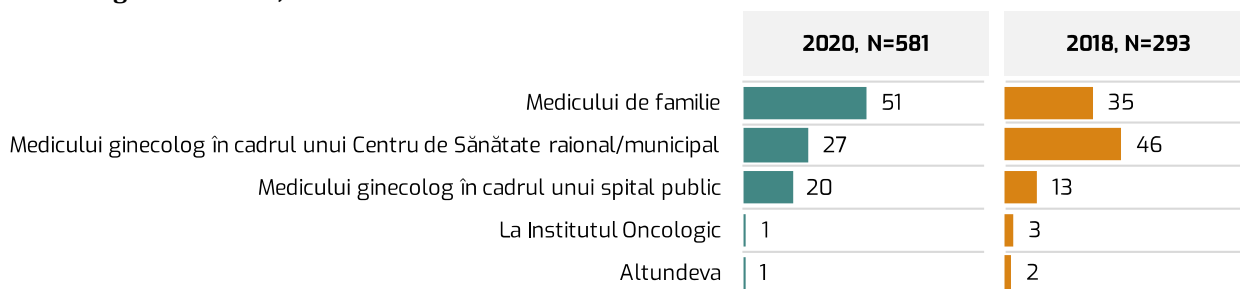 2020, N=581 2018, N=293
Medicului de familie 51 35
Medicului ginecolog în cadrul unui Centru de Sănătate raional/municipal 27 46
Medicului ginecolog în cadrul unui spital public 20 13
La Institutul Oncologic 1 3
Altundeva 1 2